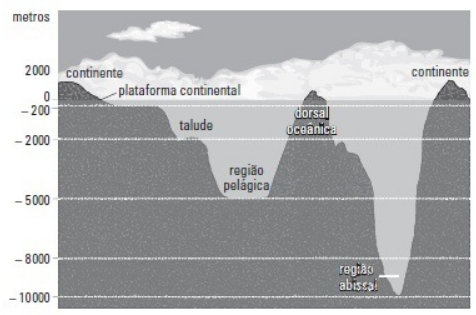 metros
2000
continente
continente
0
plataforma continental
– 200
dorsal
oceânica
talude
– 2000
região
pelágica
– 5000
– 8000
região
abissal
– 10000